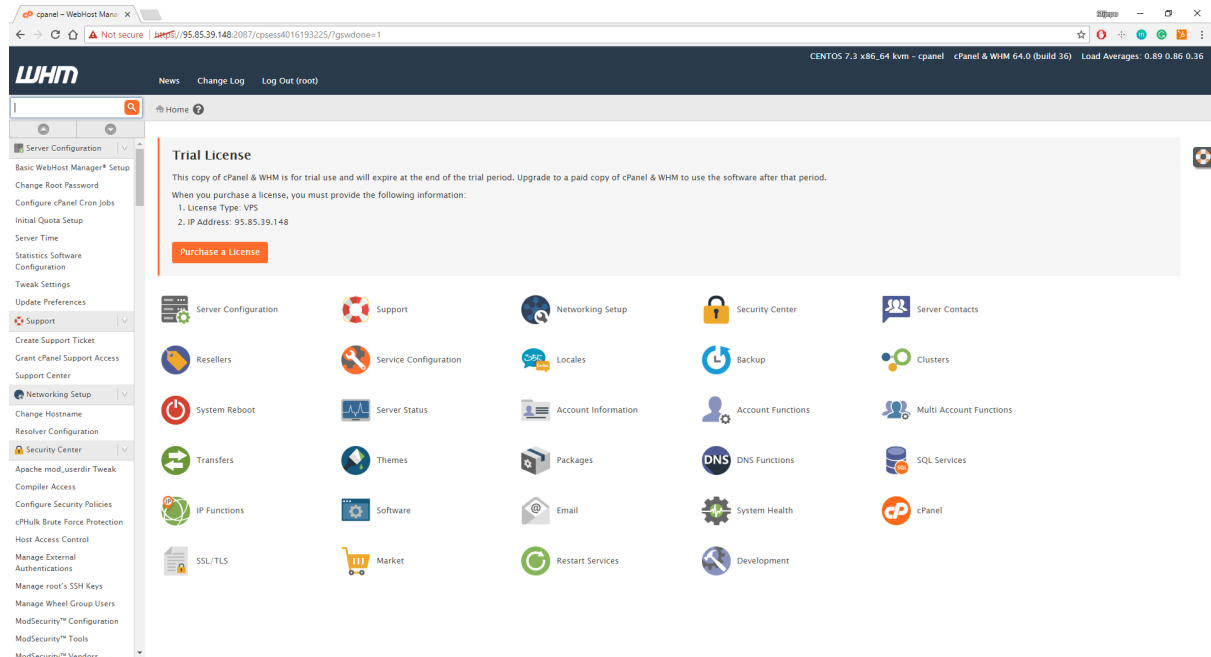 cpanel – WebHost Mana
Not secure | https://95.85.39.148:2087/cpsess4016193225/?gswdone=1
CENTOS 7.3 x86_64 kvm – cpanel cPanel & WHM 64.0 (build 36) Load Averages: 0.89 0.86 0.36
WHM
News Change Log Log Out (root)
Home
Server Configuration
Basic WebHost Manager® Setup
Change Root Password
Configure cPanel Cron Jobs
Initial Quota Setup
Server Time
Statistics Software
Configuration
Tweak Settings
Update Preferences
Support
Create Support Ticket
Grant cPanel Support Access
Support Center
Networking Setup
Change Hostname
Resolver Configuration
Security Center
Apache mod_userdir Tweak
Compiler Access
Configure Security Policies
cPHulk Brute Force Protection
Host Access Control
Manage External
Authentications
Manage root's SSH Keys
Manage Wheel Group Users
ModSecurity™ Configuration
ModSecurity™ Tools
ModSecurity™ Vendors
Trial License
This copy of cPanel & WHM is for trial use and will expire at the end of the trial period. Upgrade to a paid copy of cPanel & WHM to use the software after that period.
When you purchase a license, you must provide the following information:
1. License Type: VPS
2. IP Address: 95.85.39.148
Purchase a License
Server Configuration Support Networking Setup Security Center Server Contacts
Resellers Service Configuration Locales Backup Clusters
System Reboot Server Status Account Information Account Functions Multi Account Functions
Transfers Themes Packages DNS DNS Functions SQL SQL Services
IP IP Functions Software Email System Health cP cPanel
SSL/TLS Market Restart Services Development